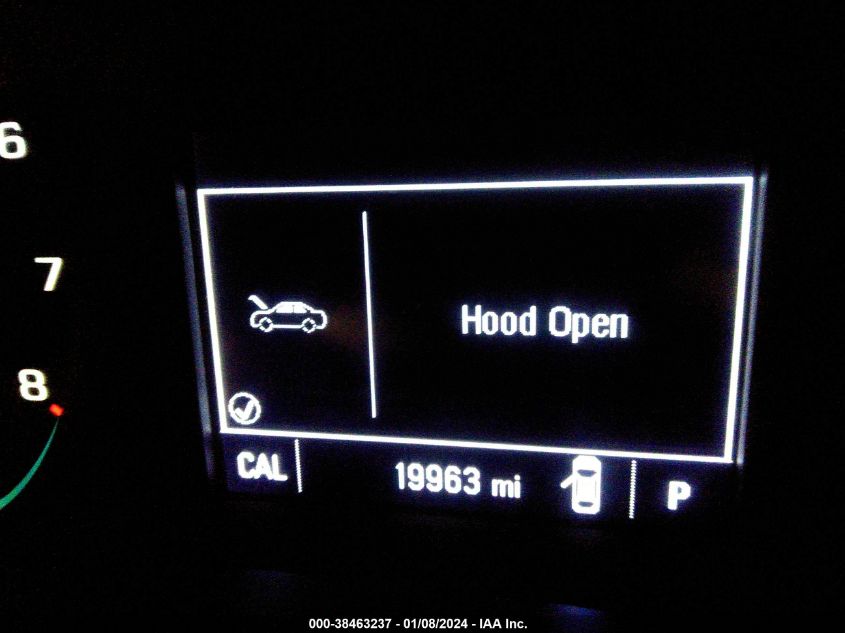 6
7
8
Hood Open
CAL 19963 mi P
000-38463237 - 01/08/2024 - IAA Inc.